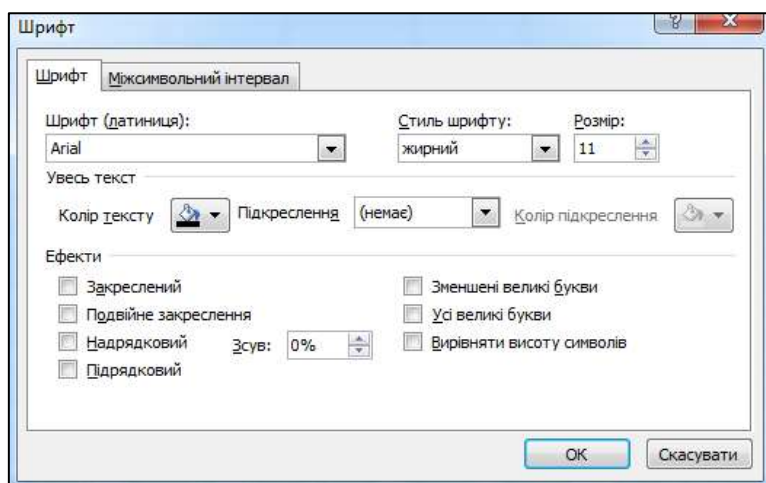 Шрифт
Шрифт Міжсимвольний інтервал
Шрифт (латиниця): Стиль шрифту: Розмір:
Arial жирний 11
Увесь текст
Колір тексту Підкреслення (немає) Колір підкреслення
Ефекти
Закреслений Зменшені великі букви
Подвійне закреслення Усі великі букви
Надрядковий Зсув: 0% Вирівняти висоту символів
Підрядковий
ОК Скасувати